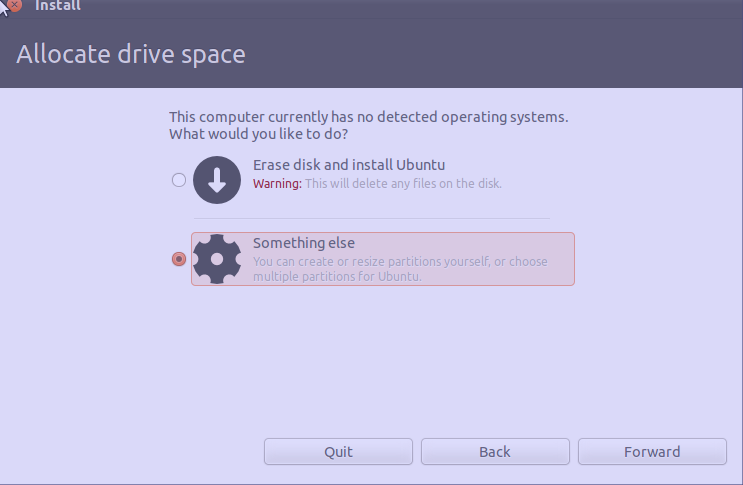 Install
Allocate drive space
This computer currently has no detected operating systems.
What would you like to do?
Erase disk and install Ubuntu
Warning: This will delete any files on the disk.
Something else
You can create or resize partitions yourself, or choose
multiple partitions for Ubuntu.
Quit
Back
Forward